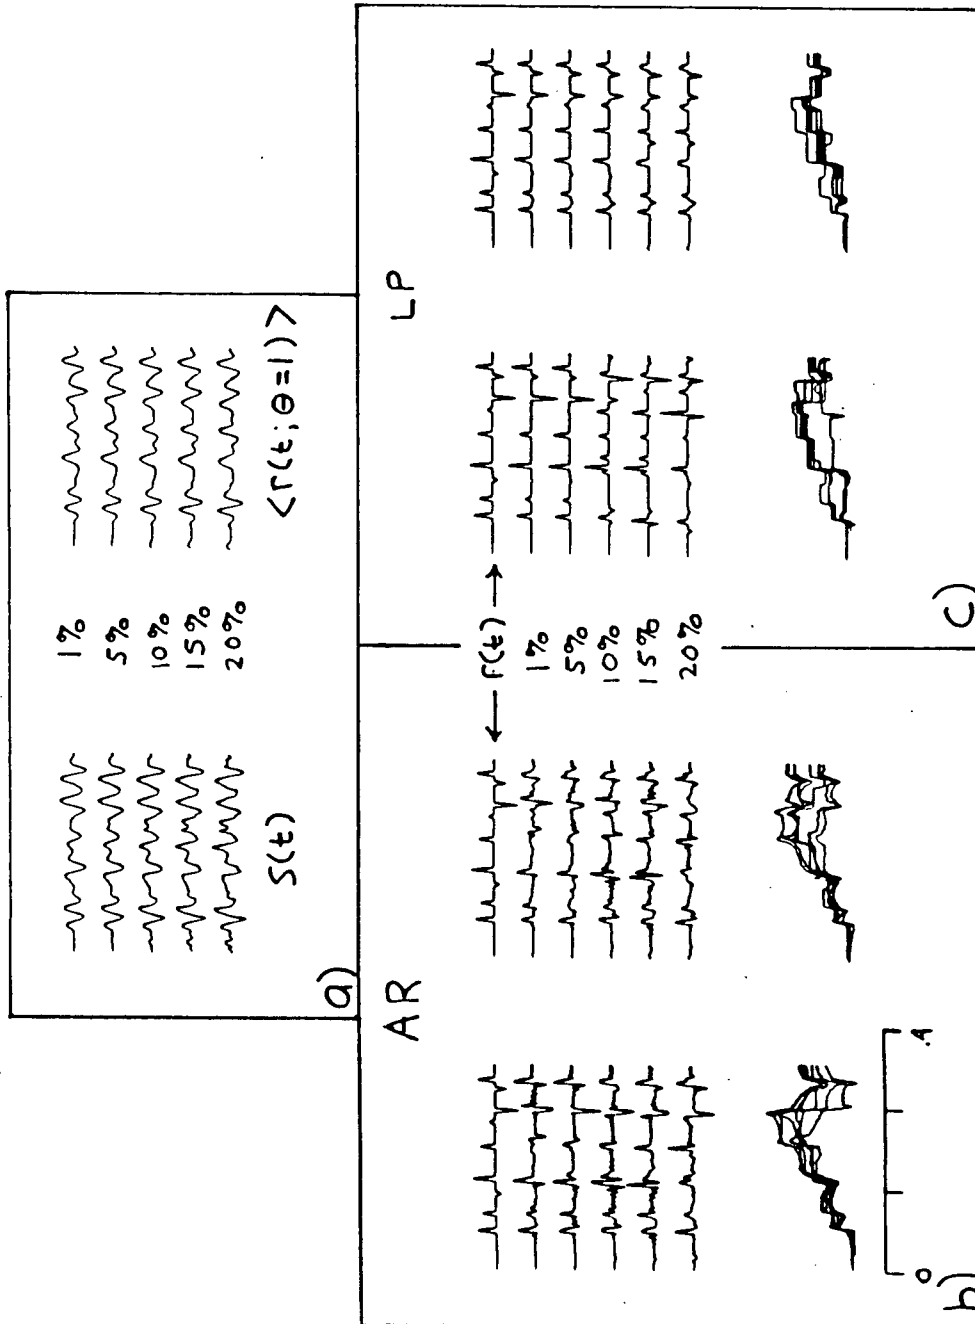 1%
5%
10%
15%
20%
S(t)
<r(t; θ=1)>
a)
AR
LP
← r(t) →
1%
5%
10%
15%
20%
0
.4
b)
c)